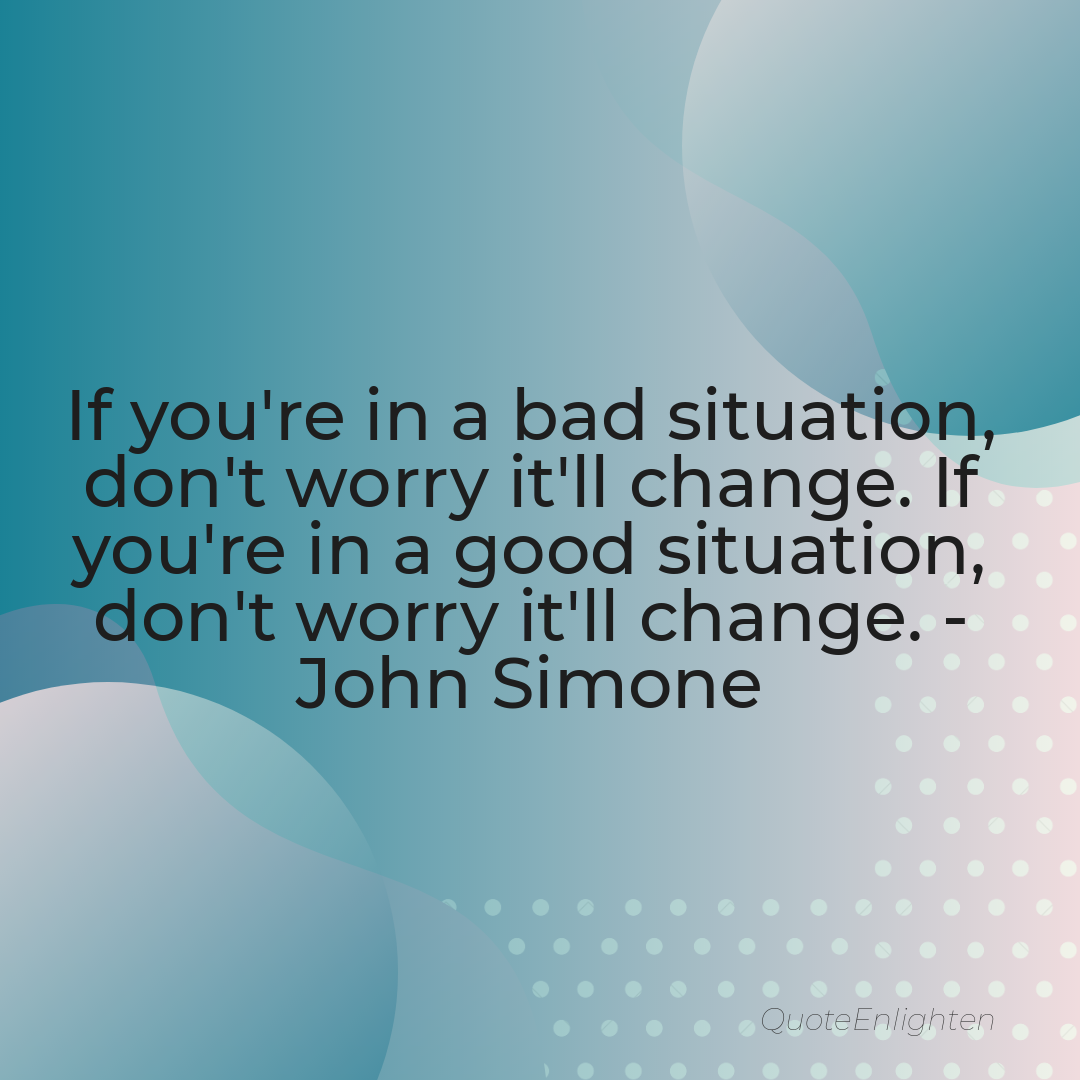 If you're in a bad situation,
don't worry it'll change. If
you're in a good situation,
don't worry it'll change. -
John Simone
QuoteEnlighten